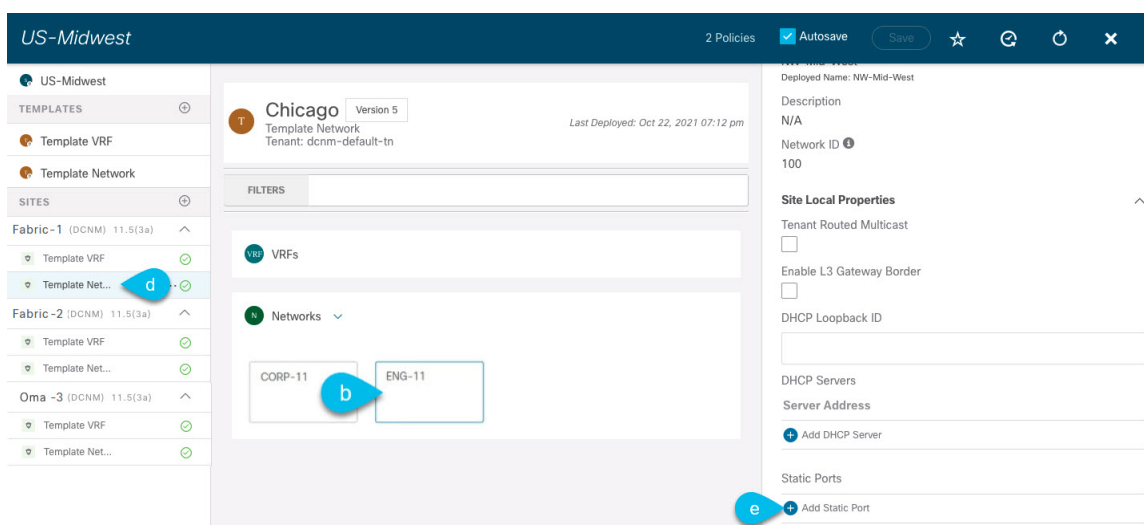 US-Midwest
2 Policies
Autosave
Save
US-Midwest
TEMPLATES
Template VRF
Template Network
SITES
Fabric-1 (DCNM) 11.5(3a)
Template VRF
Template Net...
d
Fabric-2 (DCNM) 11.5(3a)
Template VRF
Template Net...
Oma -3 (DCNM) 11.5(3a)
Template VRF
Template Net...
T
Chicago
Version 5
Template Network
Tenant: dcnm-default-tn
Last Deployed: Oct 22, 2021 07:12 pm
FILTERS
VRF VRFs
N Networks
CORP-11
b
ENG-11
NW-Mid-West
Deployed Name: NW-Mid-West
Description
N/A
Network ID
100
Site Local Properties
Tenant Routed Multicast
Enable L3 Gateway Border
DHCP Loopback ID
DHCP Servers
Server Address
Add DHCP Server
Static Ports
e
Add Static Port